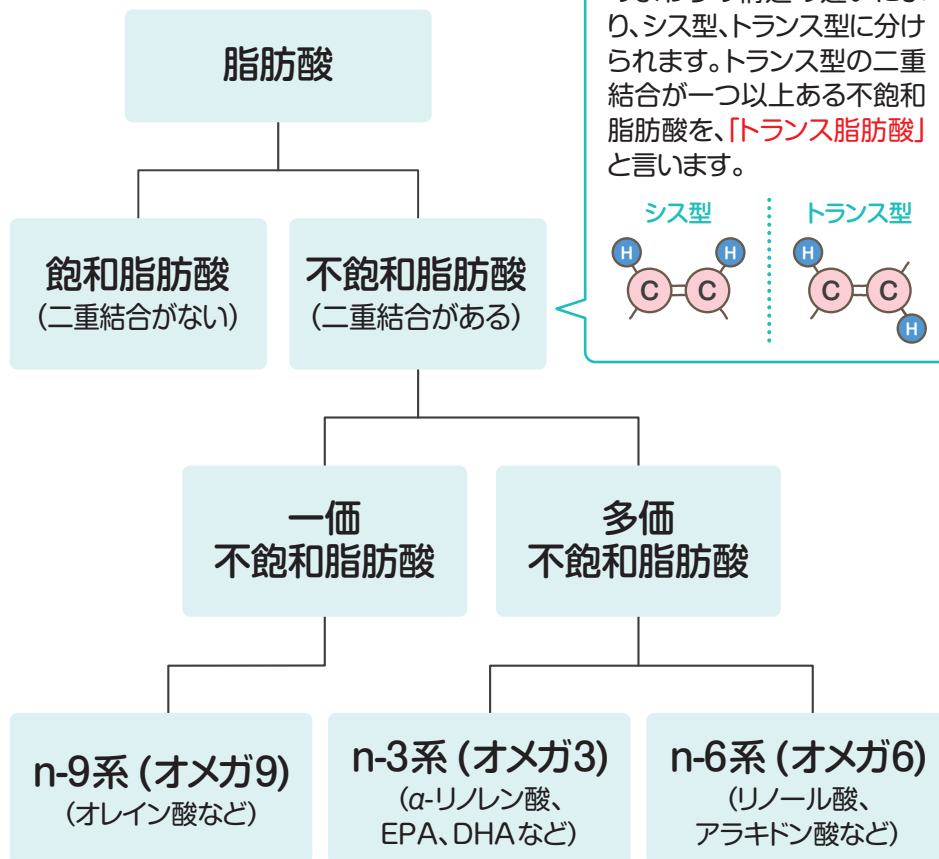 脂肪酸
り、シス型、トランス型に分け
られます。トランス型の二重
結合が一つ以上ある不飽和
脂肪酸を、「トランス脂肪酸」
と言います。
シス型
トランス型
H H
C C
H
C C
H
飽和脂肪酸
(二重結合がない)
不飽和脂肪酸
(二重結合がある)
一価
不飽和脂肪酸
多価
不飽和脂肪酸
n-9系 (オメガ9)
(オレイン酸など)
n-3系 (オメガ3)
(α-リノレン酸、
EPA、DHAなど)
n-6系 (オメガ6)
(リノール酸、
アラキドン酸など)